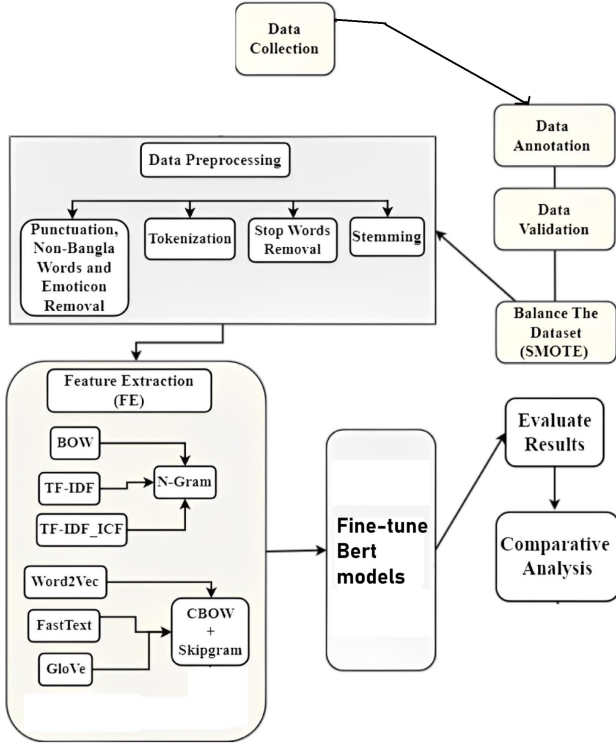 Data
Collection
Data
Annotation
Data
Validation
Balance The
Dataset
(SMOTE)
Data Preprocessing
Punctuation,
Non-Bangla
Words and
Emoticon
Removal
Tokenization
Stop Words
Removal
Stemming
Feature Extraction
(FE)
BOW
TF-IDF
TF-IDF_ICF
N-Gram
Word2Vec
FastText
GloVe
CBOW
+
Skipgram
Fine-tune
Bert
models
Evaluate
Results
Comparative
Analysis